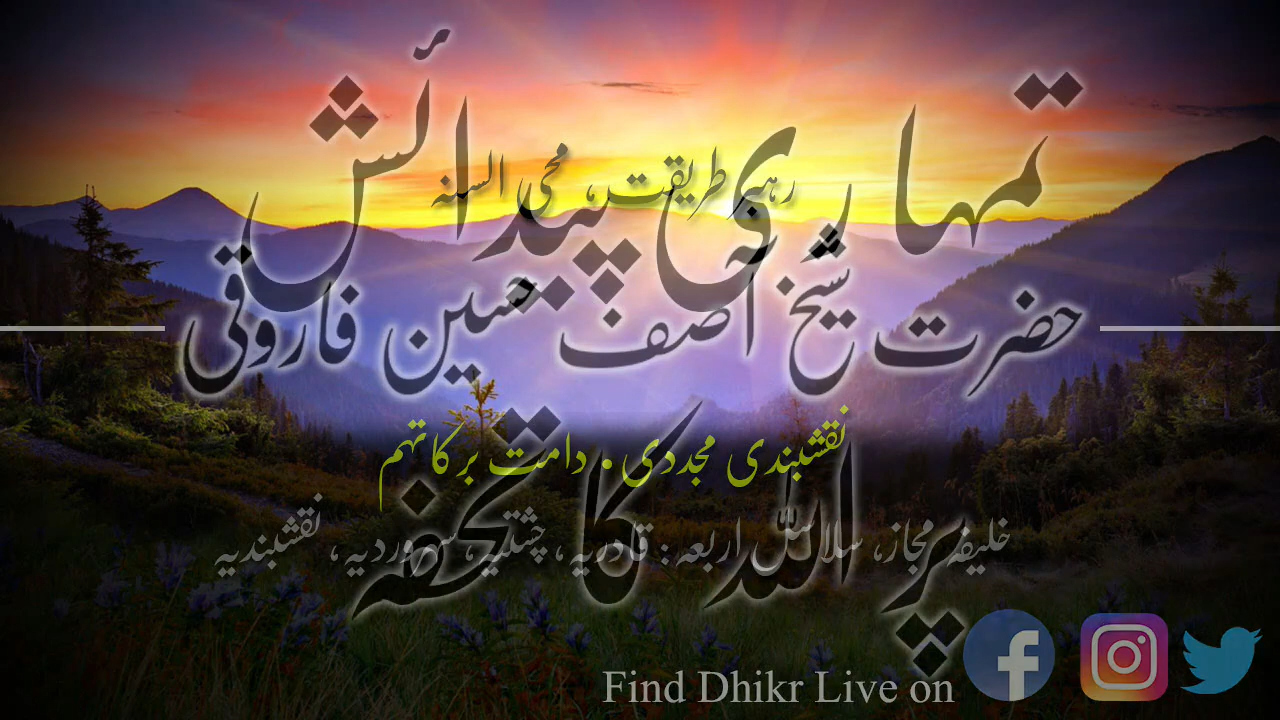 تمہاری پیدائش
رہبر طریقت، محی السنہ
حضرت شیخ آصف حسین فاروقی
نقشبندی مجددی . دامت برکاتہم
پر اللہ کا تحفہ
خلیفہ مجاز، سلاسل اربعہ: قادریہ، چشتیہ، سہروردیہ، نقشبندیہ
Find Dhikr Live on